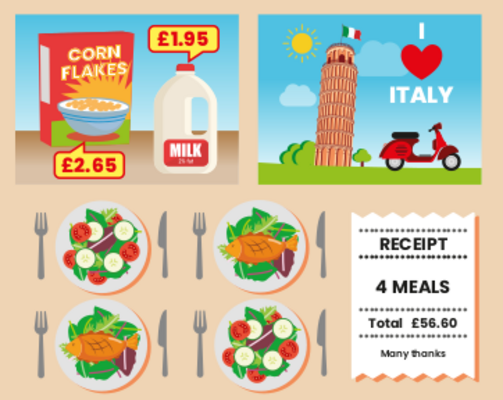 £1.95
CORN
FLAKES
£2.65
MILK
I
ITALY
RECEIPT
4 MEALS
Total £56.60
Many thanks